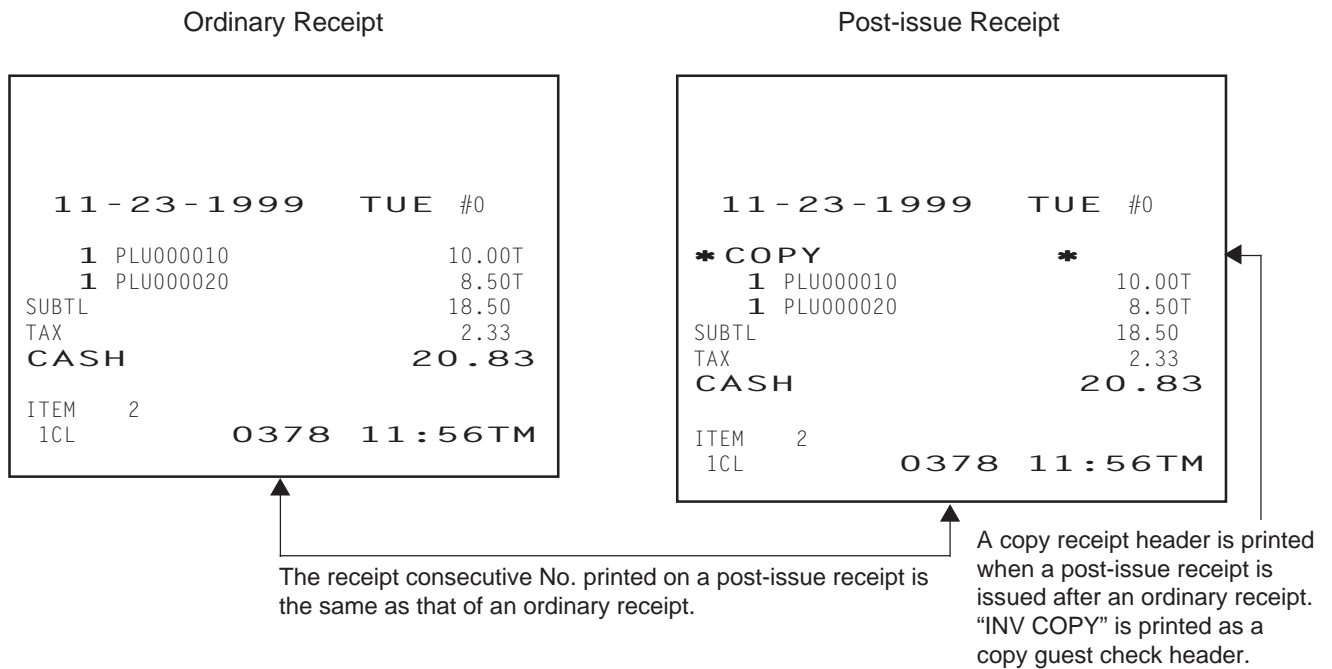 Ordinary Receipt
11-23-1999 TUE #0
1 PLU000010 10.00T
1 PLU000020 8.50T
SUBTL 18.50
TAX 2.33
CASH 20.83
ITEM 2
1CL 0378 11:56TM
Post-issue Receipt
11-23-1999 TUE #0
*COPY *
1 PLU000010 10.00T
1 PLU000020 8.50T
SUBTL 18.50
TAX 2.33
CASH 20.83
ITEM 2
1CL 0378 11:56TM
The receipt consecutive No. printed on a post-issue receipt is
the same as that of an ordinary receipt.
A copy receipt header is printed
when a post-issue receipt is
issued after an ordinary receipt.
“INV COPY” is printed as a
copy guest check header.